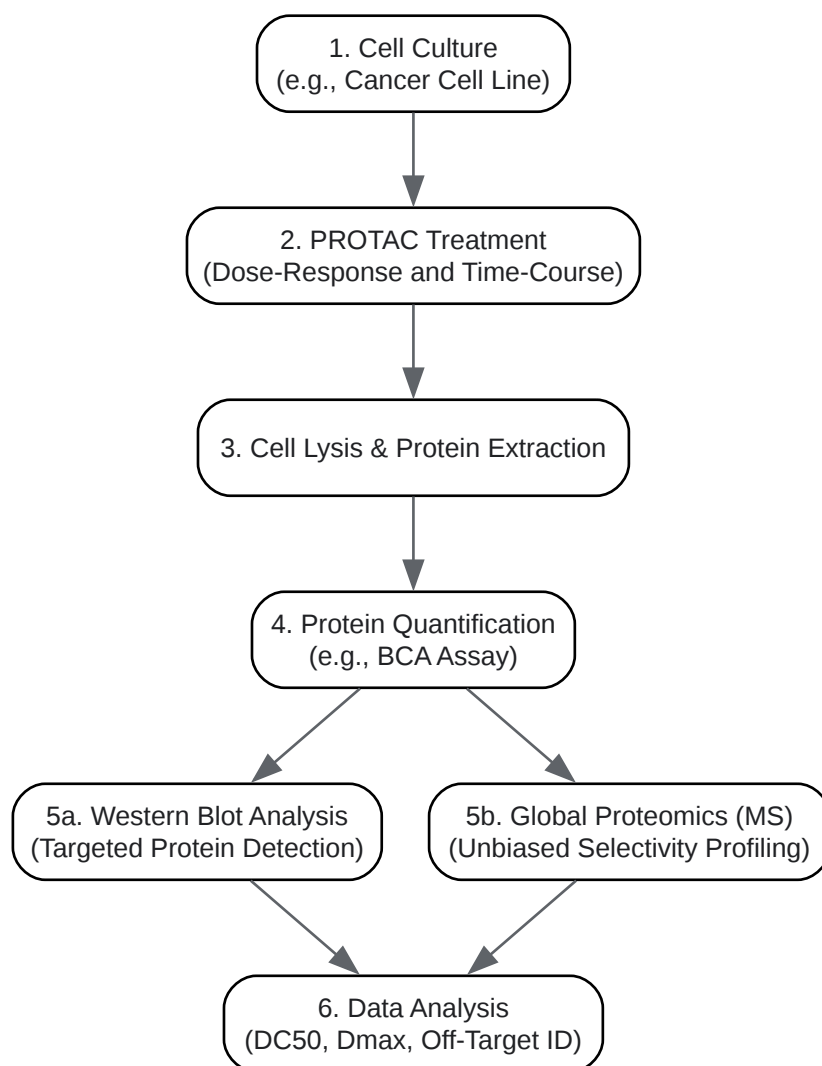 1. Cell Culture
(e.g., Cancer Cell Line)
2. PROTAC Treatment
(Dose-Response and Time-Course)
3. Cell Lysis & Protein Extraction
4. Protein Quantification
(e.g., BCA Assay)
5a. Western Blot Analysis
(Targeted Protein Detection)
5b. Global Proteomics (MS)
(Unbiased Selectivity Profiling)
6. Data Analysis
(DC50, Dmax, Off-Target ID)